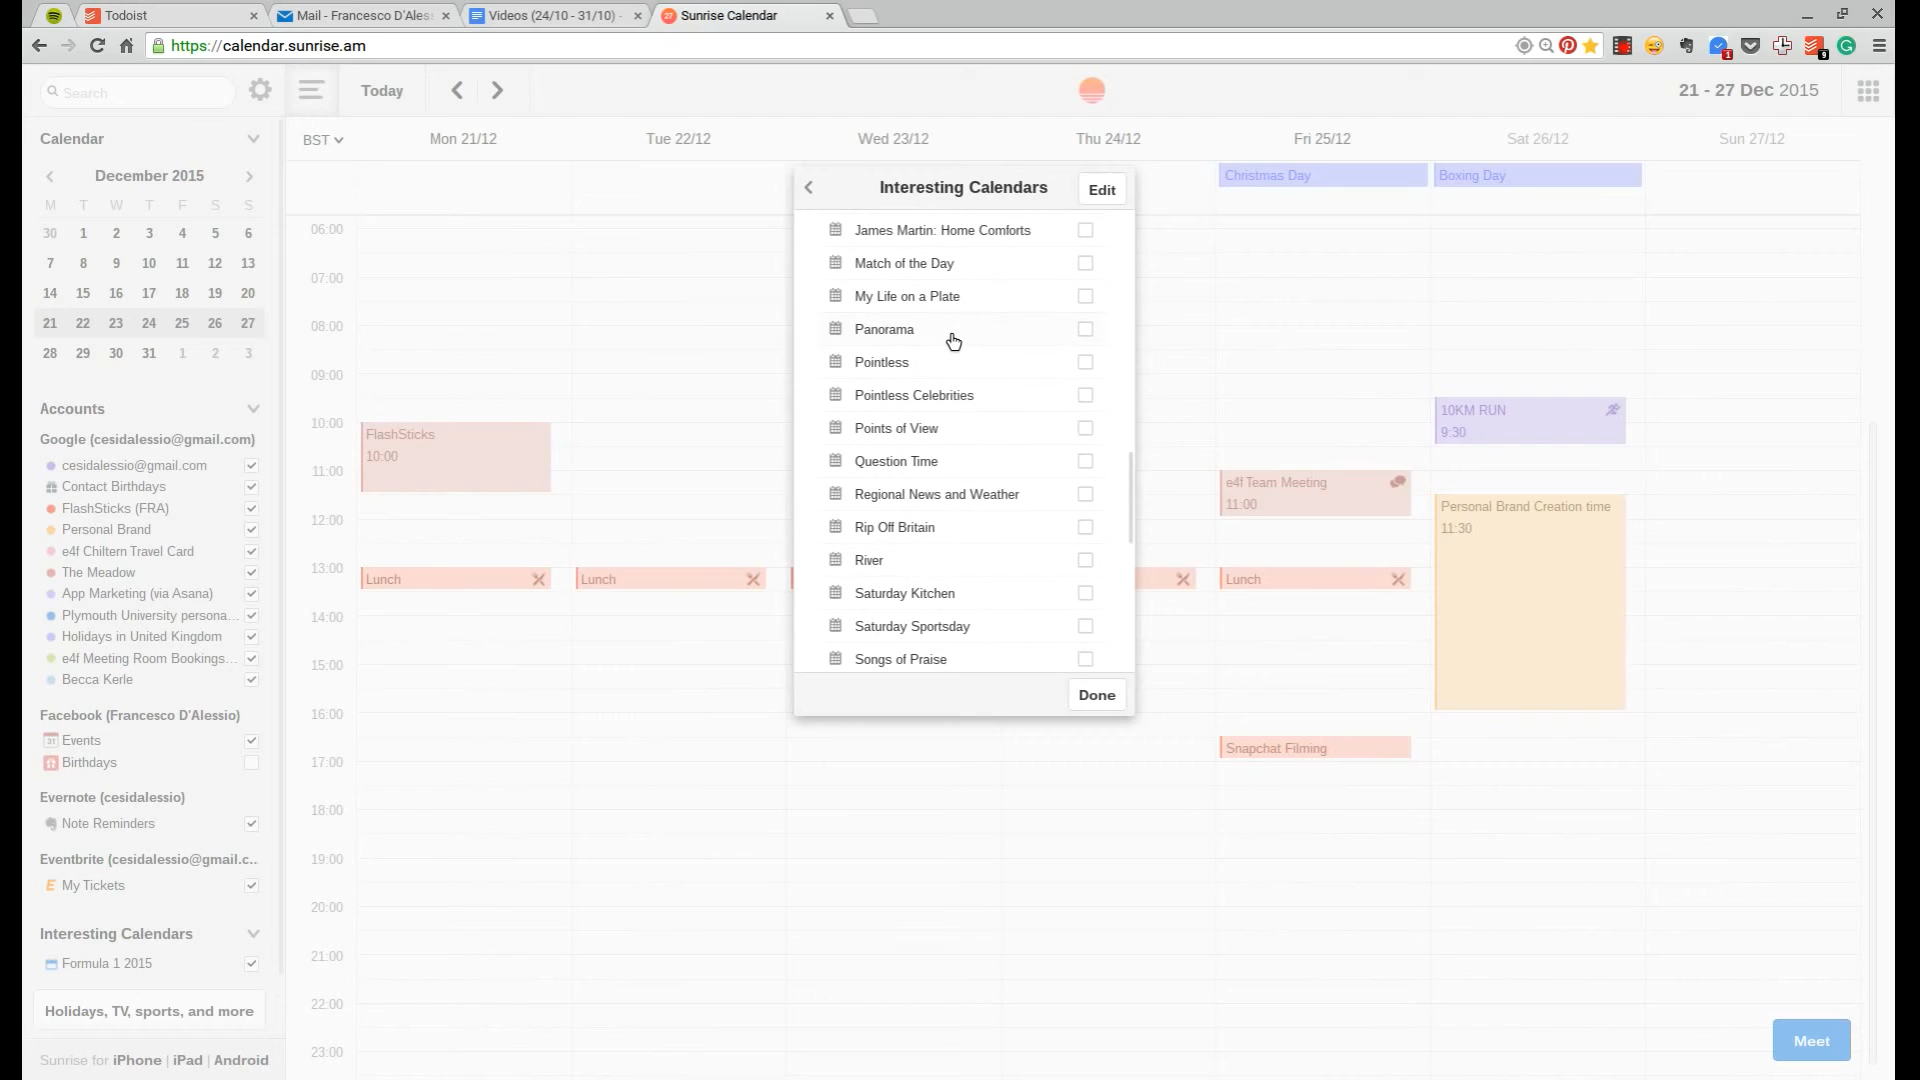 Todoist
Mail - Francesco D'Ales
Videos (24/10 - 31/10) -
Sunrise Calendar
https://calendar.sunrise.am
1
9
Search
Today
21 - 27 Dec 2015
Calendar
BST
Mon 21/12
Tue 22/12
Wed 23/12
Thu 24/12
Fri 25/12
Sat 26/12
Sun 27/12
December 2015
M T W T F S S
30 1 2 3 4 5 6
7 8 9 10 11 12 13
14 15 16 17 18 19 20
21 22 23 24 25 26 27
28 29 30 31 1 2 3
Accounts
Google (cesidalessio@gmail.com)
cesidalessio@gmail.com
Contact Birthdays
FlashSticks (FRA)
Personal Brand
e4f Chiltern Travel Card
The Meadow
App Marketing (via Asana)
Plymouth University persona...
Holidays in United Kingdom
e4f Meeting Room Bookings...
Becca Kerle
Facebook (Francesco D'Alessio)
31 Events
Birthdays
Evernote (cesidalessio)
Note Reminders
Eventbrite (cesidalessio@gmail.c...
E My Tickets
Interesting Calendars
Formula 1 2015
Holidays, TV, sports, and more
Sunrise for iPhone | iPad | Android
06:00
07:00
08:00
09:00
10:00
11:00
12:00
13:00
14:00
15:00
16:00
17:00
18:00
19:00
20:00
21:00
22:00
23:00
FlashSticks
10:00
Lunch
Lunch
Interesting Calendars
Edit
James Martin: Home Comforts
Match of the Day
My Life on a Plate
Panorama
Pointless
Pointless Celebrities
Points of View
Question Time
Regional News and Weather
Rip Off Britain
River
Saturday Kitchen
Saturday Sportsday
Songs of Praise
Done
Christmas Day
Boxing Day
e4f Team Meeting
11:00
Lunch
Snapchat Filming
10KM RUN
9:30
Personal Brand Creation time
11:30
Meet